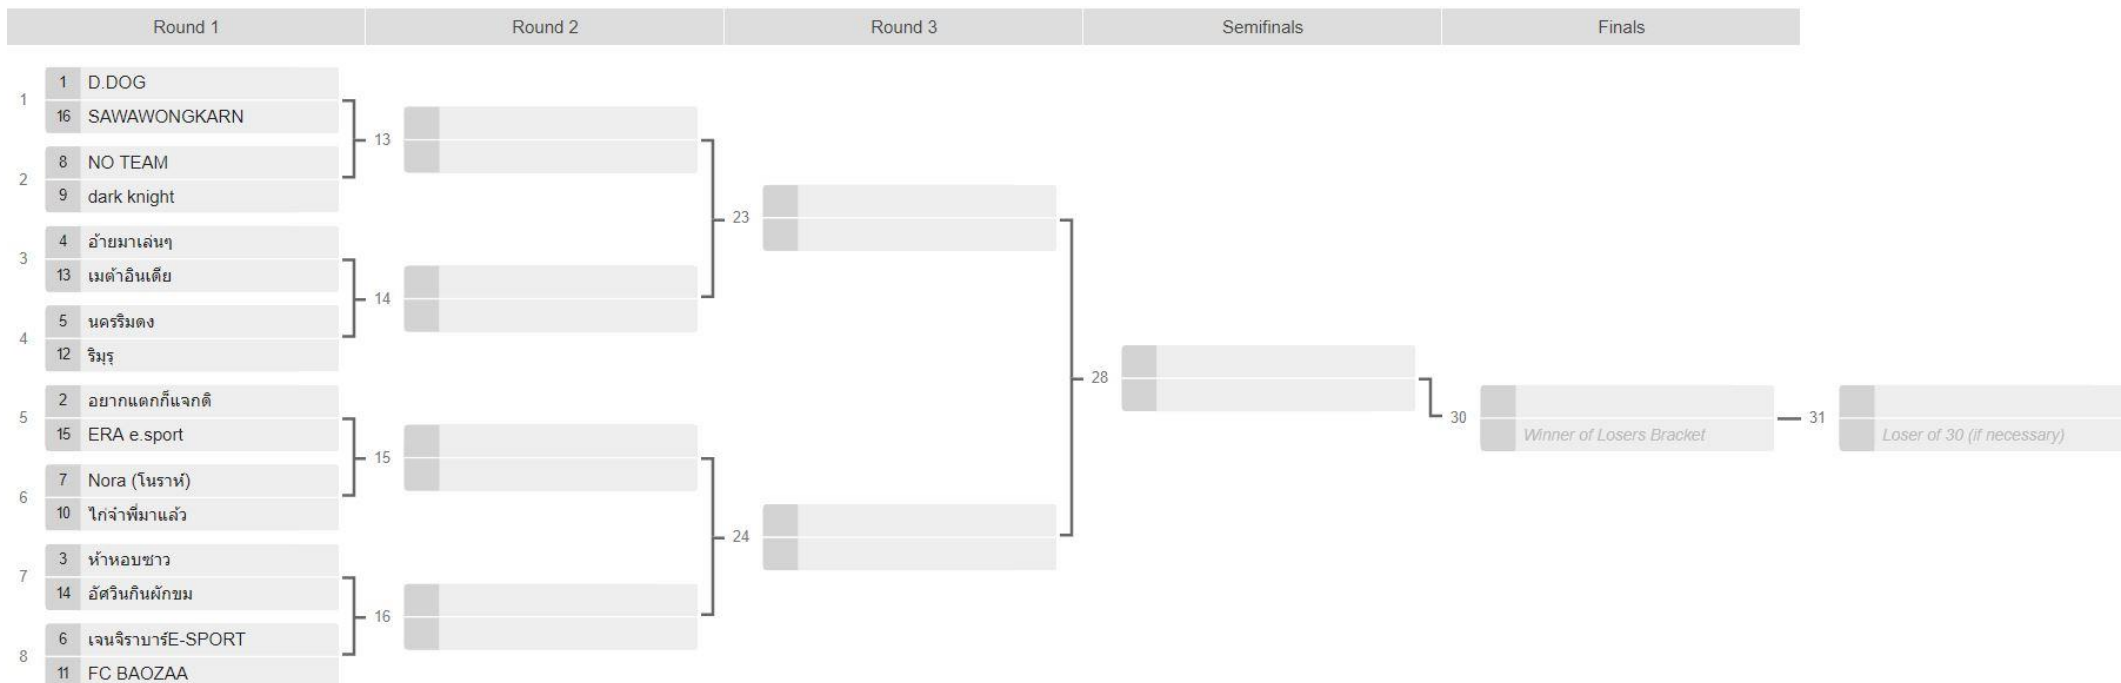 Round 1
Round 2
Round 3
Semifinals
Finals
1
1 D.DOG
16 SAWAWONGKARN
2
8 NO TEAM
9 dark knight
3
4 อ้ายมาเล่นๆ
13 เมต้าอินเดีย
4
5 นครริมดง
12 ริมุรุ
5
2 อยากแตกก็แจกติ
15 ERA e.sport
6
7 Nora (โนราห์)
10 ไก่จ๋าพี่มาแล้ว
7
3 ห้าหอบซาว
14 อัศวินกินผักขม
8
6 เจนจิราบาร์E-SPORT
11 FC BAOZAA
13
14
15
16
23
24
28
30
Winner of Losers Bracket
31
Loser of 30 (if necessary)